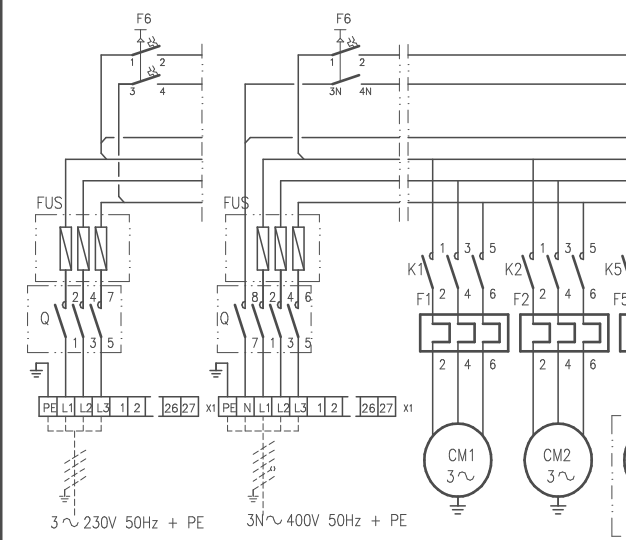 F6 F6
1 2 1 2
3 4 3N 4N
FUS FUS
1 3 5 1 3 5
K1 K2 K5
2 4 7 8 2 4 6
F1 2 4 6 F2 2 4 6 F5
Q Q
1 3 5 7 1 3 5
2 4 6 2 4 6
PE L1 L2 L3 1 2 26 27 X1 PE N L1 L2 L3 1 2 26 27 X1
CM1 CM2
3~ 3~
3~230V 50Hz + PE 3N~400V 50Hz + PE